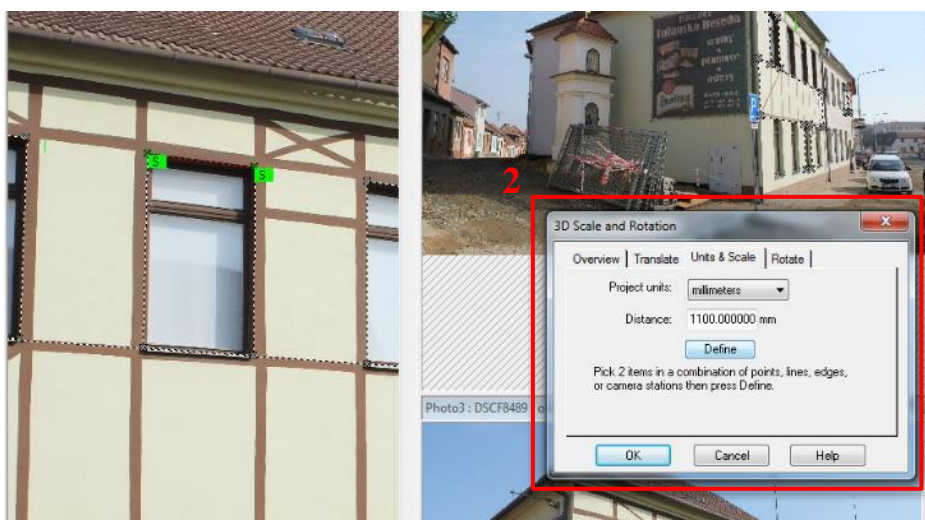 S
S
P
2
3D Scale and Rotation
Overview
Translate
Units & Scale
Rotate
Project units:
millimeters
Distance:
1100.000000 mm
Define
Pick 2 items in a combination of points, lines, edges,
or camera stations then press Define.
OK
Cancel
Help
Photo3 : DSCF8489